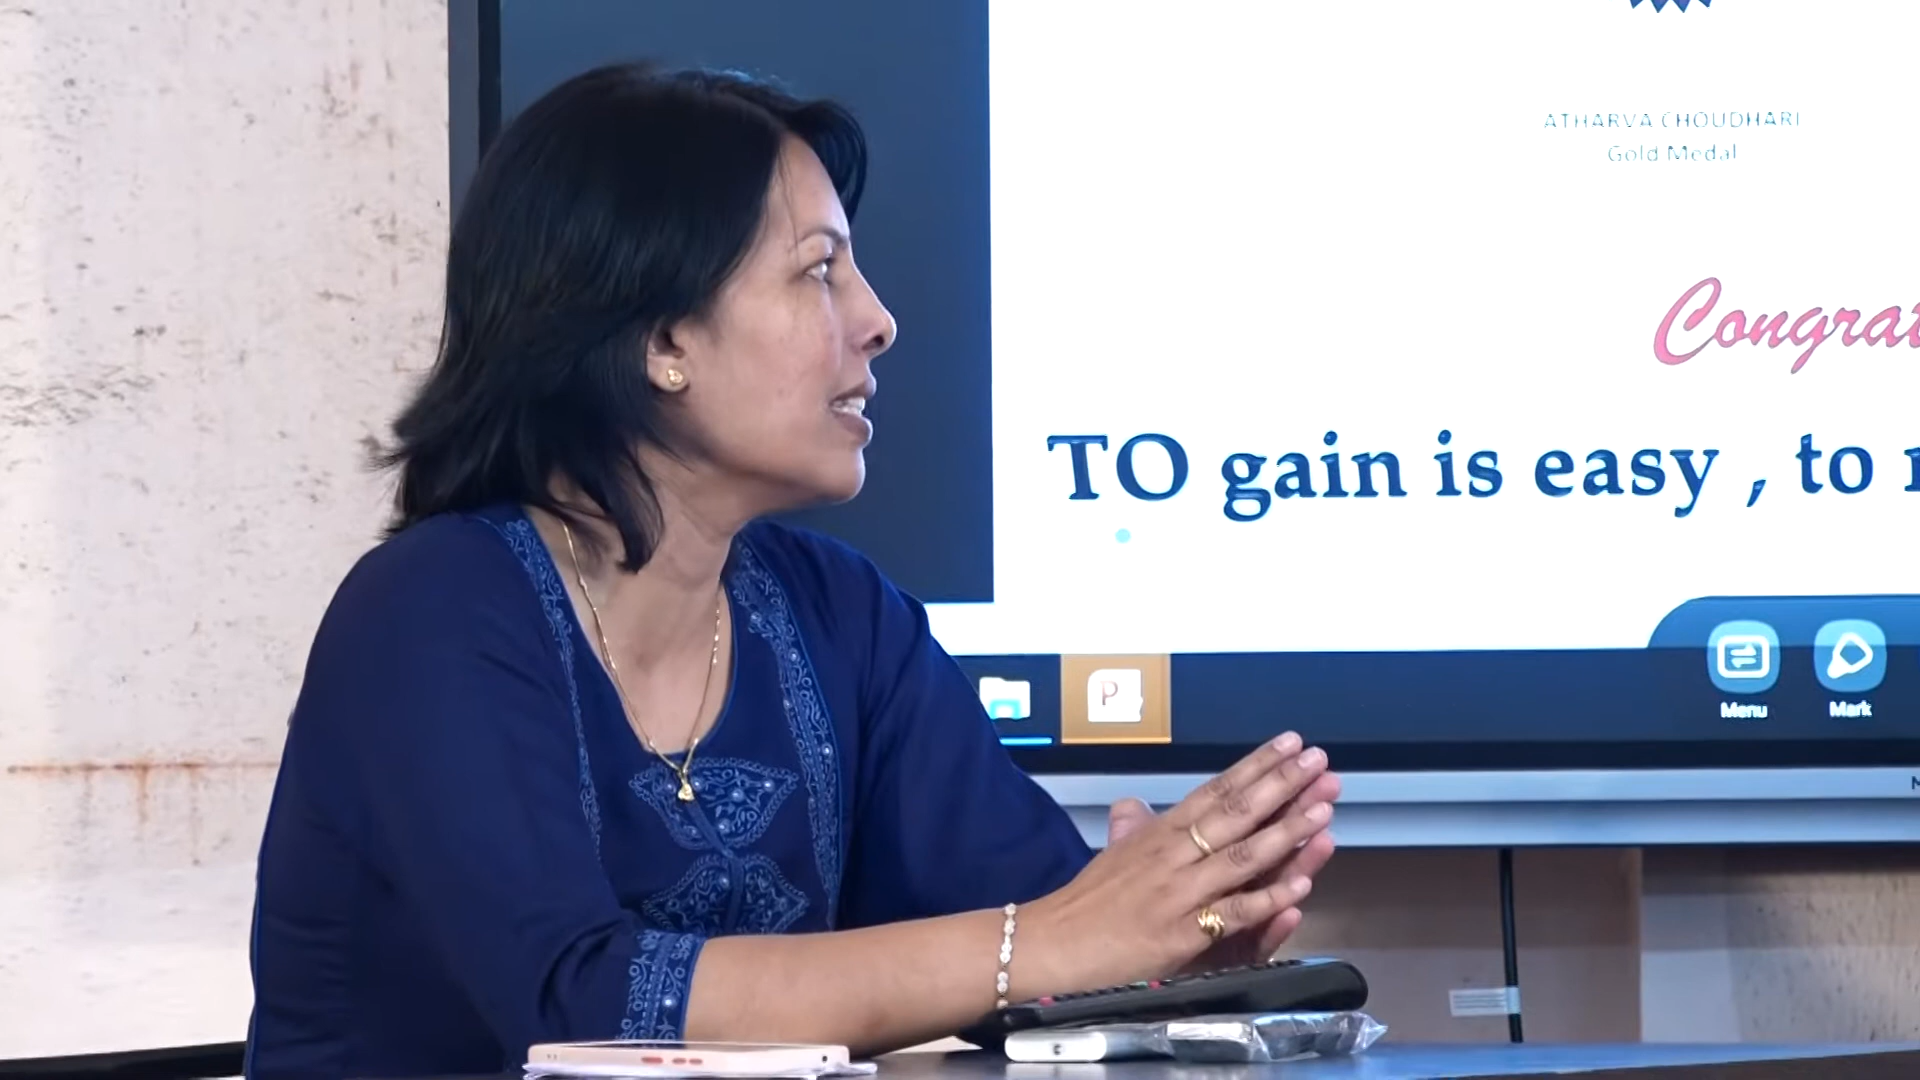 ATHARVA CHOUDHARI
Gold Medal
Congrat
TO gain is easy , to
P
Menu Mark